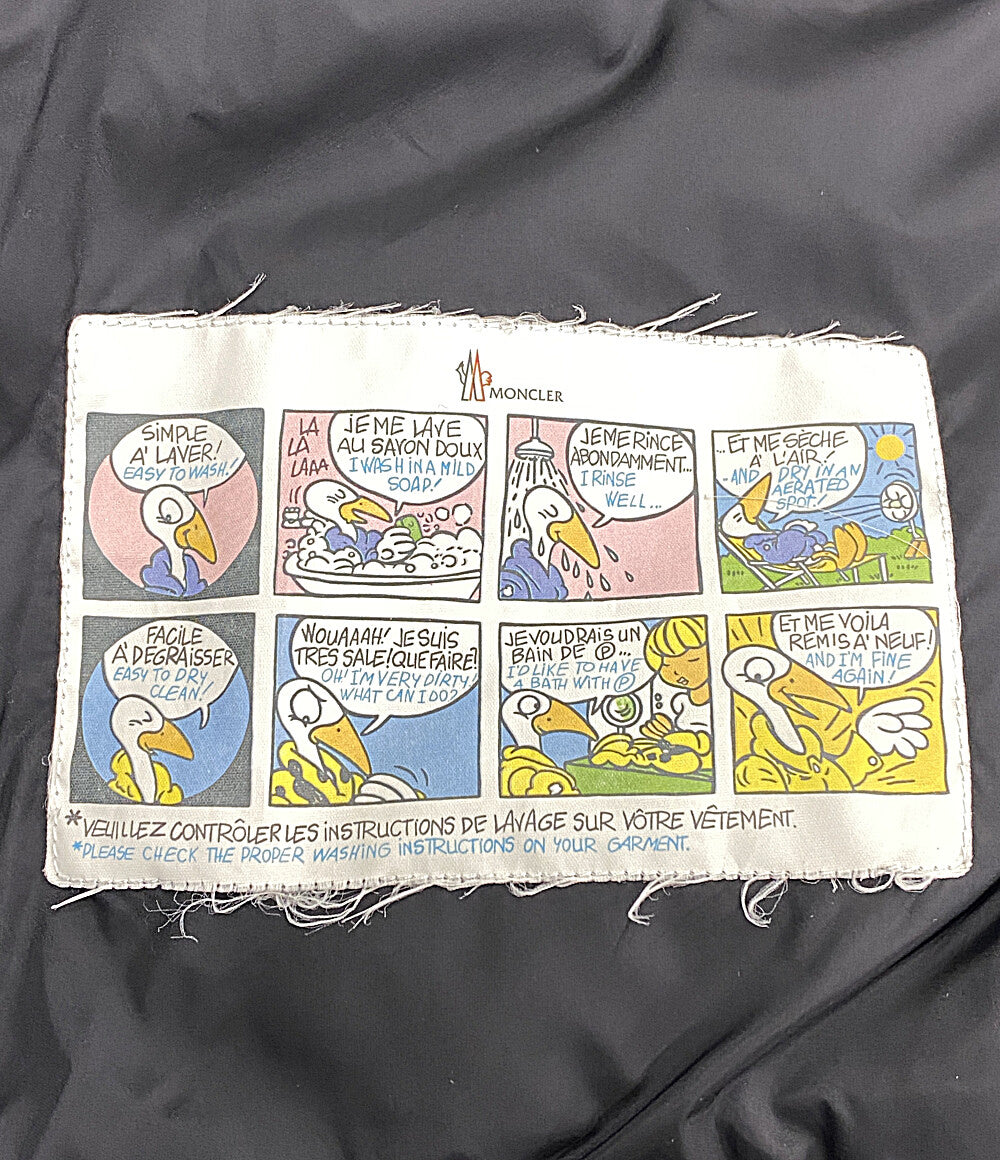 MONCLER
SIMPLE
A' LAVER!
EASY TO WASH!
LA
LA
LAAA
JE ME LAVE
AU SAVON DOUX
I WASH IN A MILD
SOAP!
JE ME RINCE
ABONDAMMENT...
I RINSE
WELL...
...ET ME SÈCHE
A' L'AIR!
...AND DRY IN AN
AERATED
SPOT!
FACILE
A' DEGRAISSER
EASY TO DRY
CLEAN!
WOUAAAH! JE SUIS
TRES SALE! QUE FAIRE?
OH! I'M VERY DIRTY!
WHAT CAN I DO?
JE VOUDRAIS UN
BAIN DE Ⓟ...
I'D LIKE TO HAVE
A BATH WITH Ⓟ
ET ME VOILA
REMIS A' NEUF!
AND I'M FINE
AGAIN!
*VEUILLEZ CONTRÔLER LES INSTRUCTIONS DE LAVAGE SUR VÔTRE VÊTEMENT.
*PLEASE CHECK THE PROPER WASHING INSTRUCTIONS ON YOUR GARMENT.